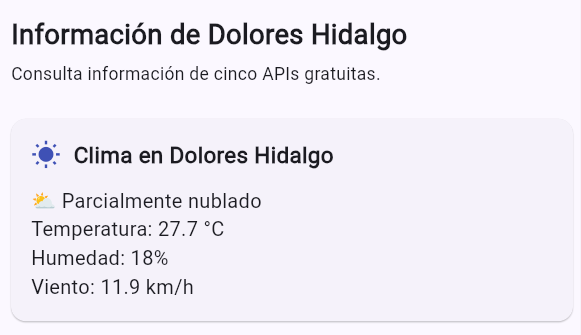 Información de Dolores Hidalgo
Consulta información de cinco APIs gratuitas.
Clima en Dolores Hidalgo
⛅ Parcialmente nublado
Temperatura: 27.7 °C
Humedad: 18%
Viento: 11.9 km/h